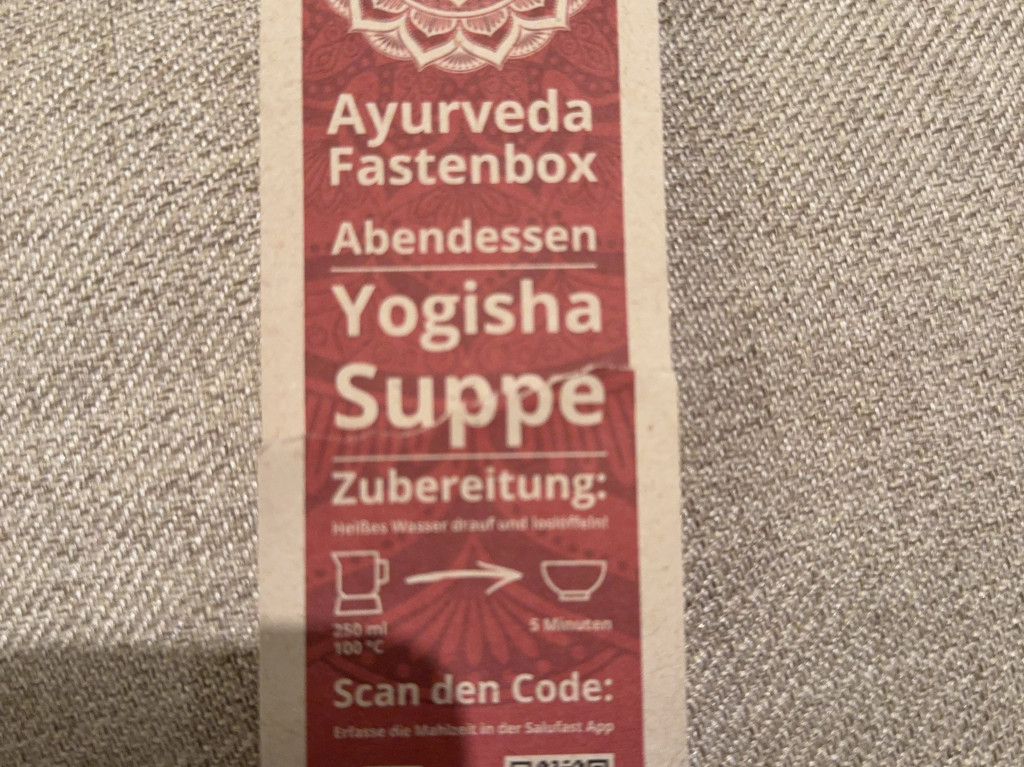 Ayurveda
Fastenbox
Abendessen
Yogisha
Suppe
Zubereitung:
Heißes Wasser drauf und loslöffeln!
250 ml
100 °C
5 Minuten
Scan den Code:
Erfasse die Mahlzeit in der Salufast App